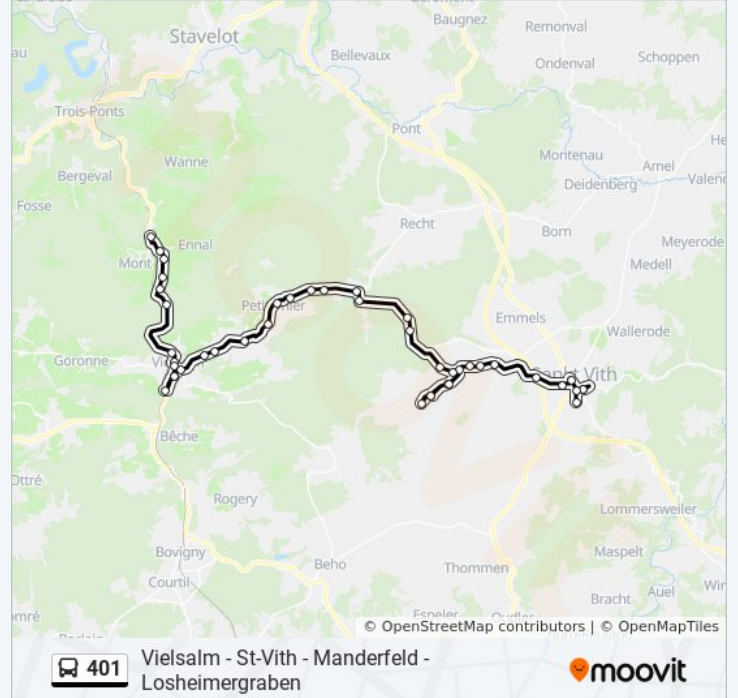 Stavelot
Baugnez
Remonval
Bellevaux
Schoppen
Ondenval
au
Trois-Ponts
Pont
Wanne
Montenau
Amel
Bergeval
Deidenberg
Fosse
Recht
Born
Ennal
Meyerode
Mont
Medell
Emmels
Wallerode
Goronne
Bêche
Ottré
Rogery
Lommersweiler
Bovigny
Maspelt
Beho
Thommen
Courtil
Auel
Bracht
© OpenStreetMap contributors | © OpenMapTiles
401
Vielsalm - St-Vith - Manderfeld -
Losheimergraben
moovit